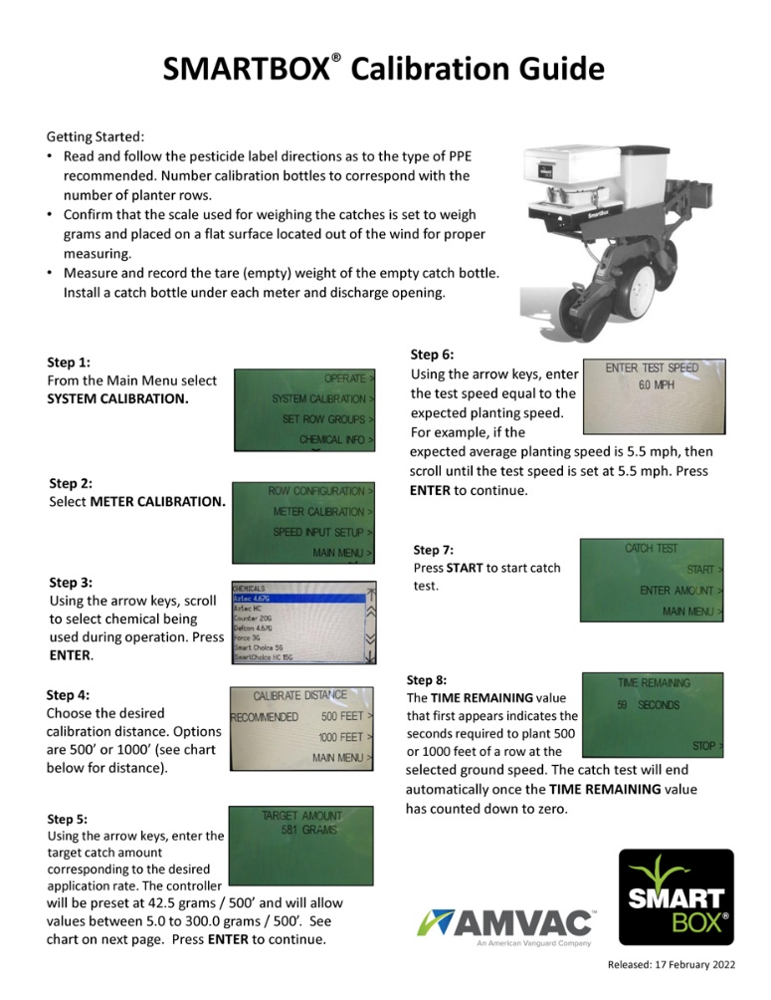 SMARTBOX® Calibration Guide
Getting Started:
• Read and follow the pesticide label directions as to the type of PPE
recommended. Number calibration bottles to correspond with the
number of planter rows.
• Confirm that the scale used for weighing the catches is set to weigh
grams and placed on a flat surface located out of the wind for proper
measuring.
• Measure and record the tare (empty) weight of the empty catch bottle.
Install a catch bottle under each meter and discharge opening.
SmartBox
Step 1:
From the Main Menu select
SYSTEM CALIBRATION.
OPERATE >
SYSTEM CALIBRATION >
SET ROW GROUPS >
CHEMICAL INFO >
Step 2:
Select METER CALIBRATION.
ROW CONFIGURATION >
METER CALIBRATION >
SPEED INPUT SETUP >
MAIN MENU >
Step 3:
Using the arrow keys, scroll
to select chemical being
used during operation. Press
ENTER.
CHEMICALS
Aztec 4.67G
Aztec HC
Counter 20G
Defcon 4.67G
Force 3G
Smart Choice 5G
SmartChoice HC 15G
Step 4:
Choose the desired
calibration distance. Options
are 500’ or 1000’ (see chart
below for distance).
CALIBRATE DISTANCE
RECOMMENDED 500 FEET >
1000 FEET >
MAIN MENU >
Step 5:
Using the arrow keys, enter the
target catch amount
corresponding to the desired
application rate. The controller
will be preset at 42.5 grams / 500’ and will allow
values between 5.0 to 300.0 grams / 500’. See
chart on next page. Press ENTER to continue.
TARGET AMOUNT
58.1 GRAMS
Step 6:
Using the arrow keys, enter
the test speed equal to the
expected planting speed.
For example, if the
expected average planting speed is 5.5 mph, then
scroll until the test speed is set at 5.5 mph. Press
ENTER to continue.
ENTER TEST SPEED
6.0 MPH
Step 7:
Press START to start catch
test.
CATCH TEST
START >
ENTER AMOUNT >
MAIN MENU >
Step 8:
The TIME REMAINING value
that first appears indicates the
seconds required to plant 500
or 1000 feet of a row at the
selected ground speed. The catch test will end
automatically once the TIME REMAINING value
has counted down to zero.
TIME REMAINING
59 SECONDS
STOP >
AMVAC™
An American Vanguard Company
SMART
BOX®
Released: 17 February 2022